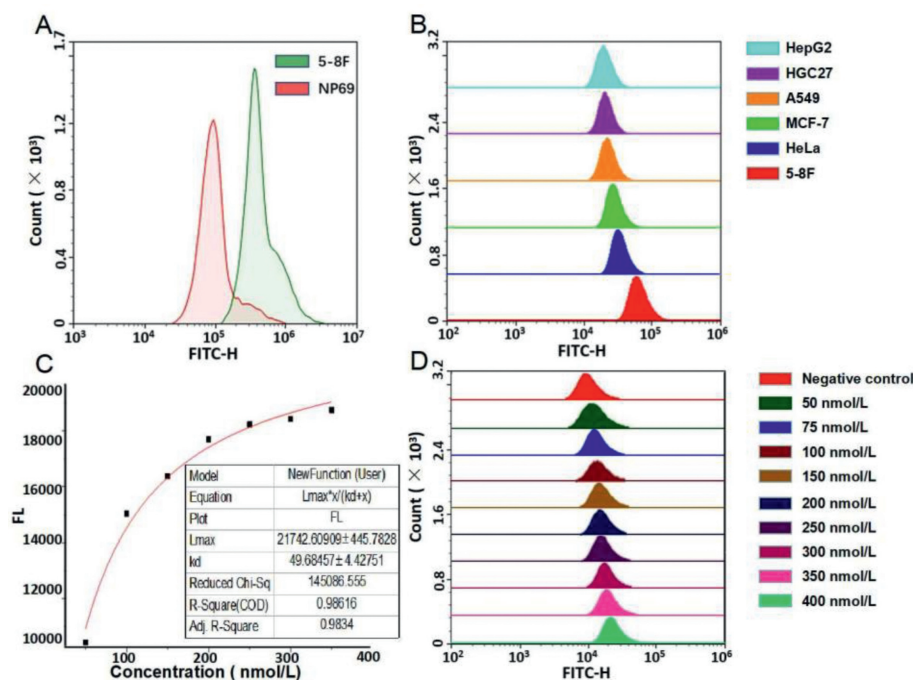 A
1.7
1.2
0.8
0.4
0
Count ( × 10³)
5-8F
NP69
10³
10⁴
10⁵
10⁶
10⁷
FITC-H
B
3.2
2.4
1.6
0.8
0
Count ( × 10³)
10²
10³
10⁴
10⁵
10⁶
FITC-H
HepG2
HGC27
A549
MCF-7
HeLa
5-8F
C
20000
18000
16000
14000
12000
10000
FL
100
200
300
400
Concentration ( nmol/L)
Model NewFunction (User)
Equation Lmax*x/(kd+x)
Plot FL
Lmax 21742.60909±445.7828
kd 49.68457±4.42751
Reduced Chi-Sq 145086.555
R-Square(COD) 0.98616
Adj. R-Square 0.9834
D
3.2
2.4
1.6
0.8
0
Count ( × 10³)
10²
10³
10⁴
10⁵
10⁶
FITC-H
Negative control
50 nmol/L
75 nmol/L
100 nmol/L
150 nmol/L
200 nmol/L
250 nmol/L
300 nmol/L
350 nmol/L
400 nmol/L